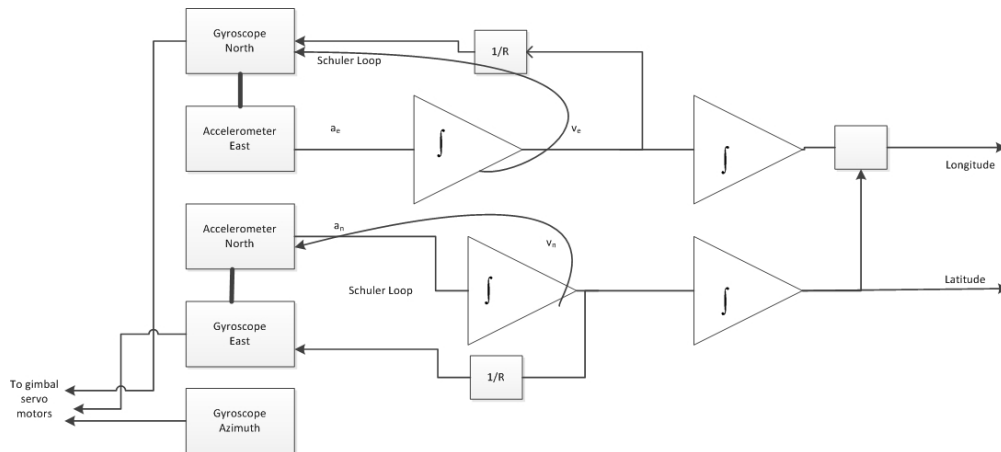 Gyroscope
North
1/R
Schuler Loop
Accelerometer
East
a_e
∫
v_e
∫
Longitude
Accelerometer
North
a_n
v_n
Schuler Loop
∫
∫
Latitude
Gyroscope
East
1/R
To gimbal
servo
motors
Gyroscope
Azimuth